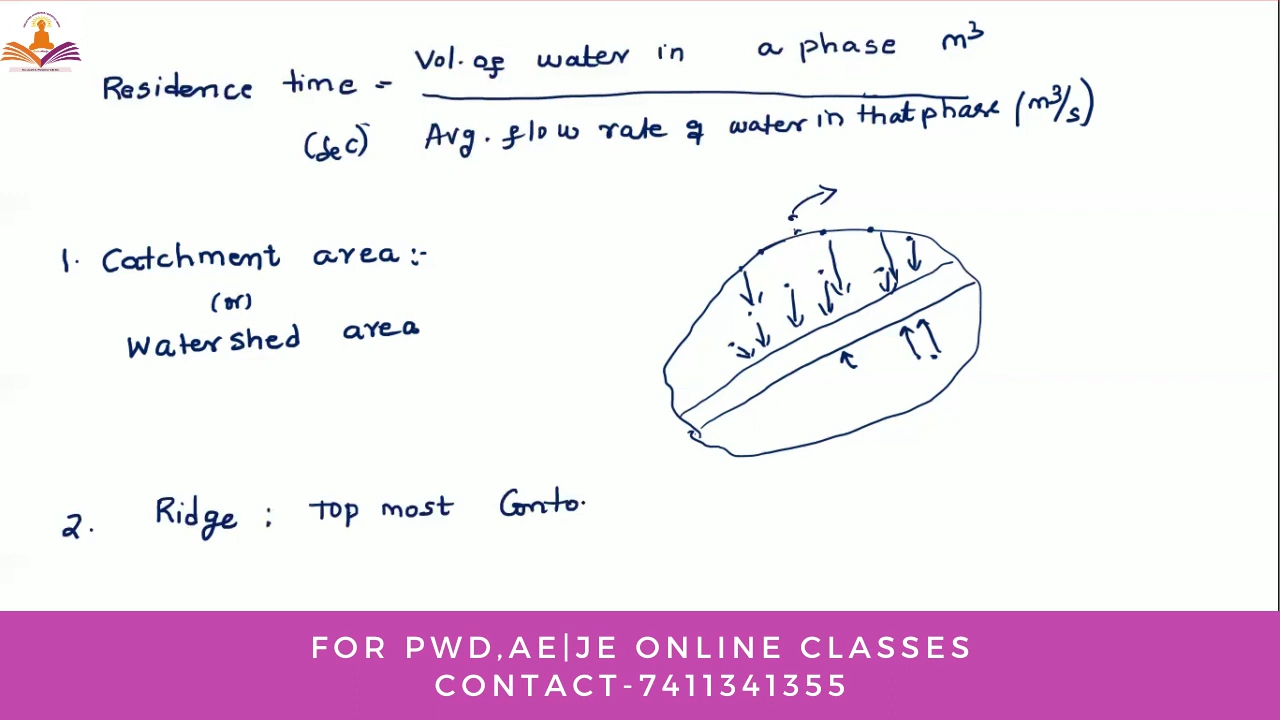 Vol. of water in a phase m³
Residence time =
(sec) Avg. flow rate of water in that phase (m³/s)
1. Catchment area :-
(or)
Watershed area
2. Ridge : Top most Conto
FOR PWD,AE|JE ONLINE CLASSES
CONTACT-7411341355